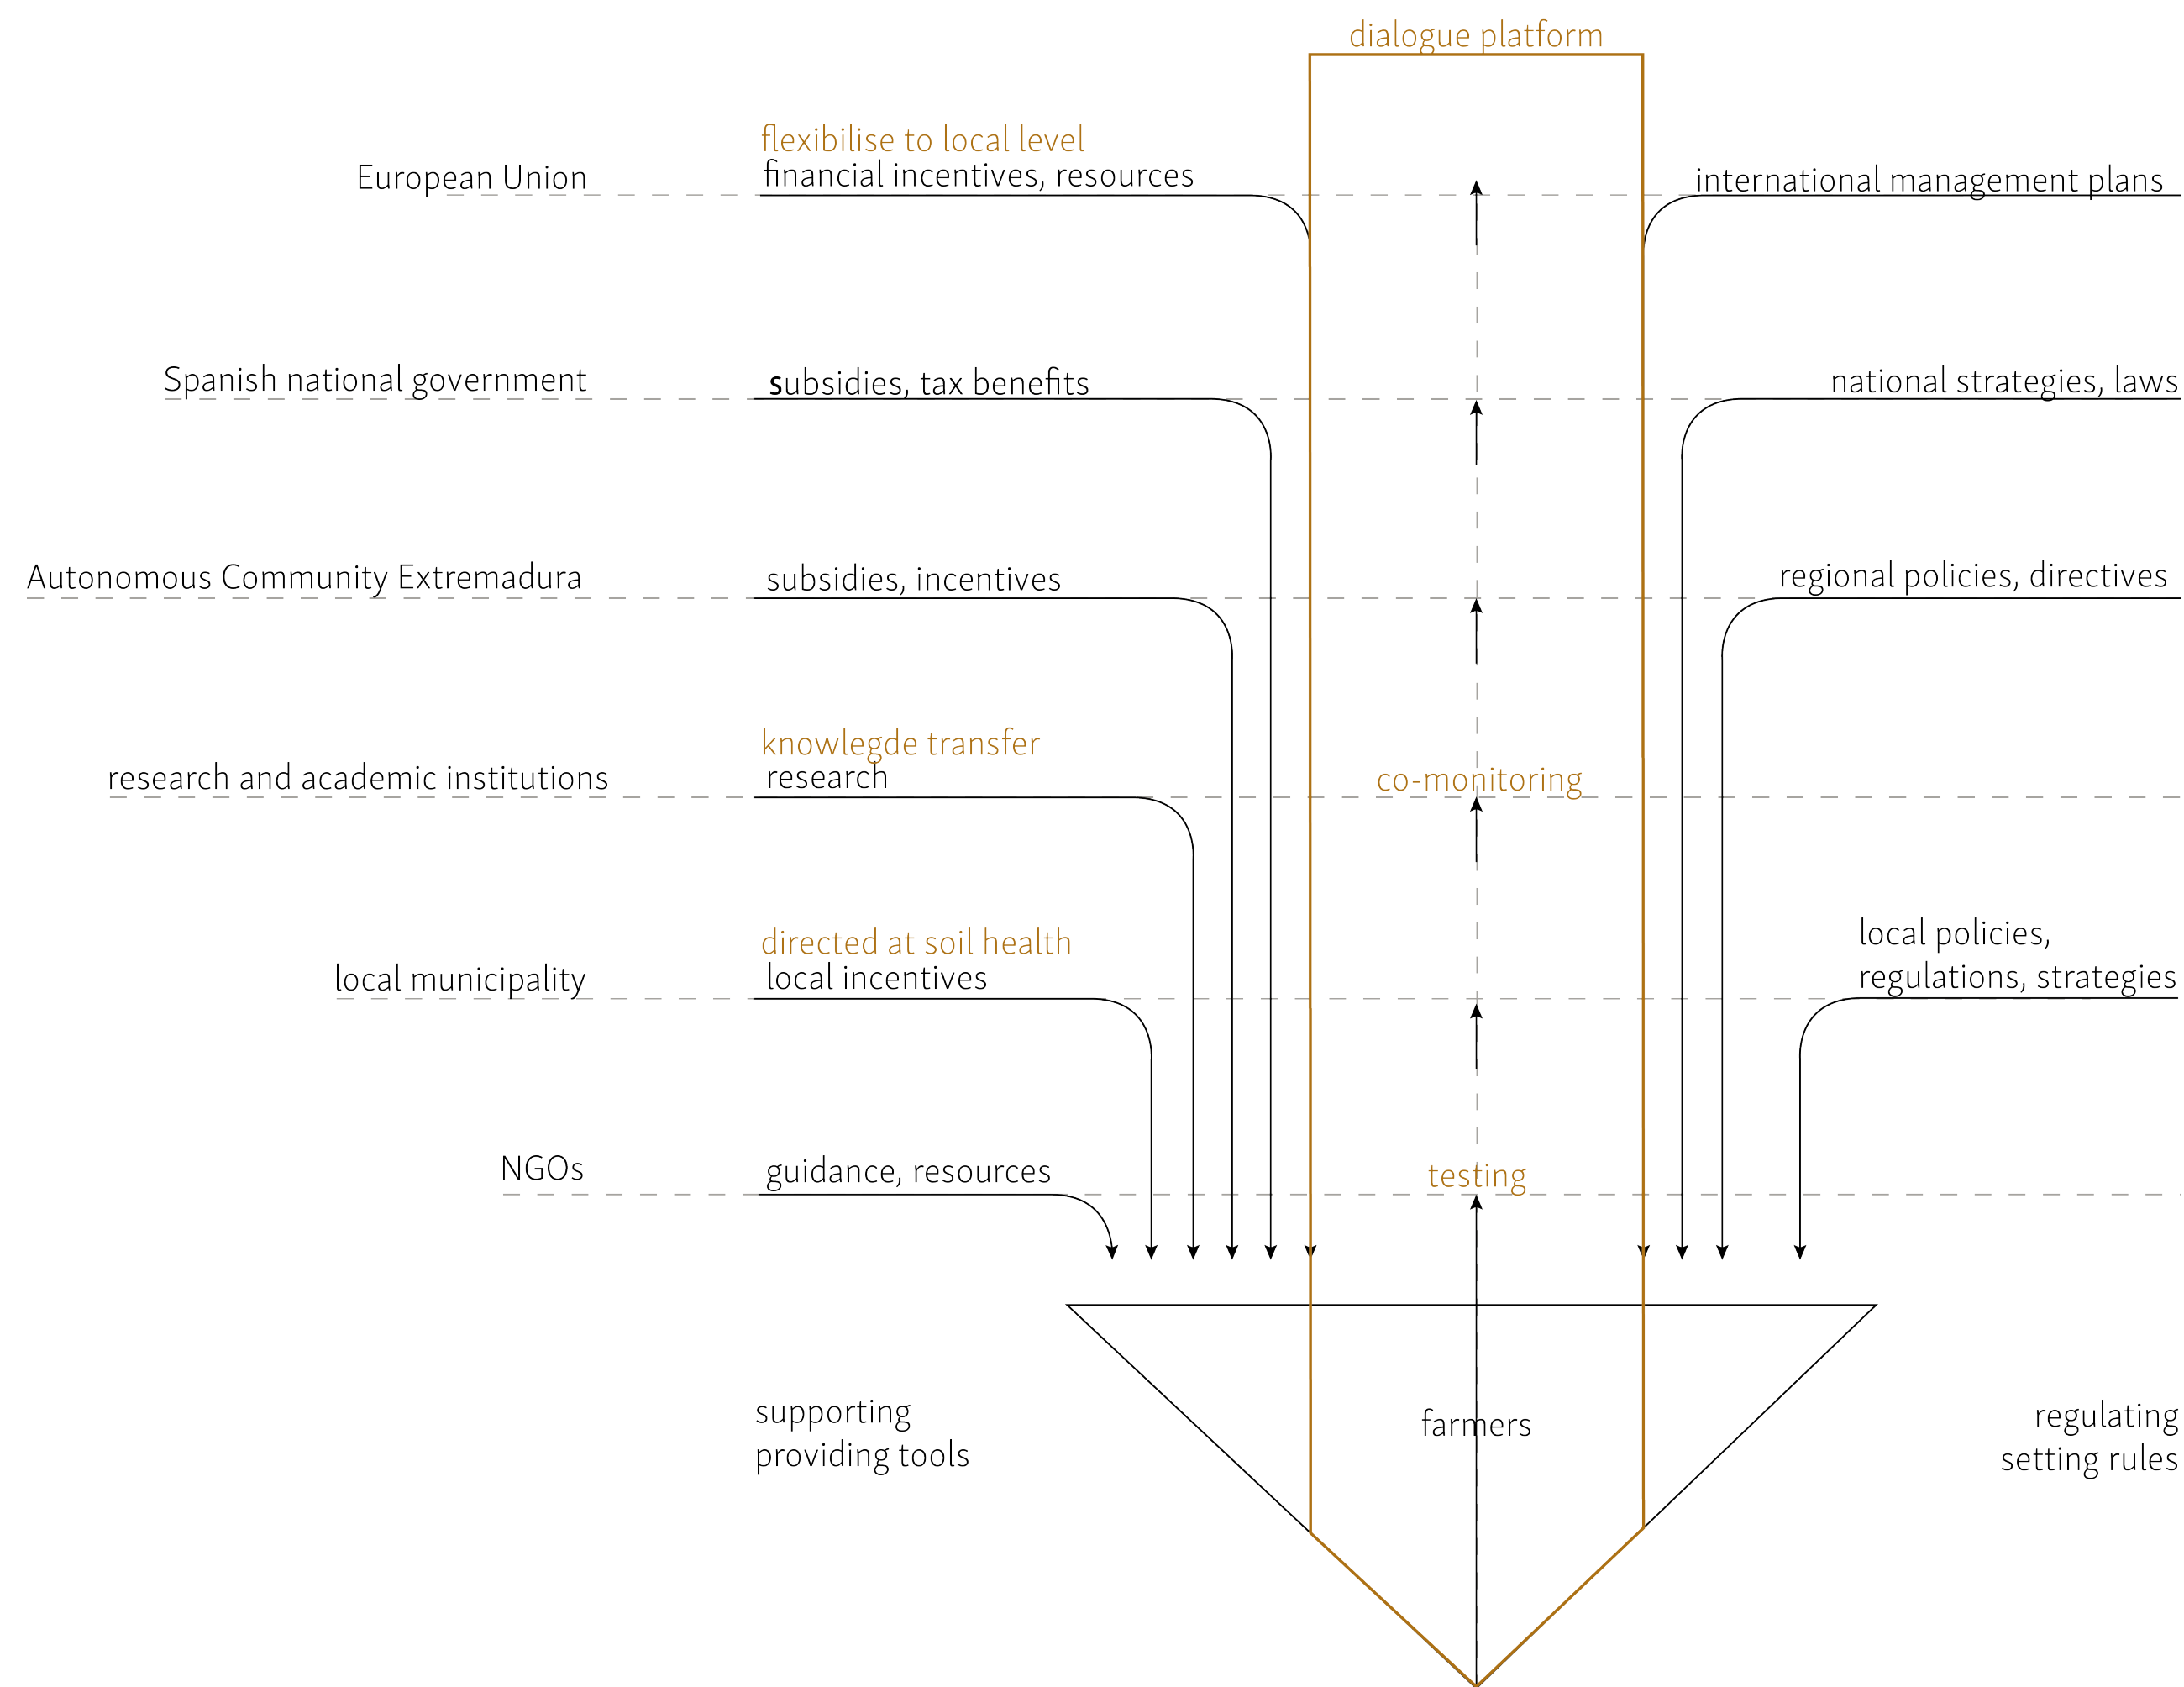 dialogue platform
flexibilise to local level
European Union
financial incentives, resources
international management plans
Spanish national government
subsidies, tax benefits
national strategies, laws
Autonomous Community Extremadura
subsidies, incentives
regional policies, directives
knowlegde transfer
research and academic institutions
research
co-monitoring
directed at soil health
local municipality
local incentives
local policies,
regulations, strategies
NGOs
guidance, resources
testing
supporting
providing tools
farmers
regulating
setting rules